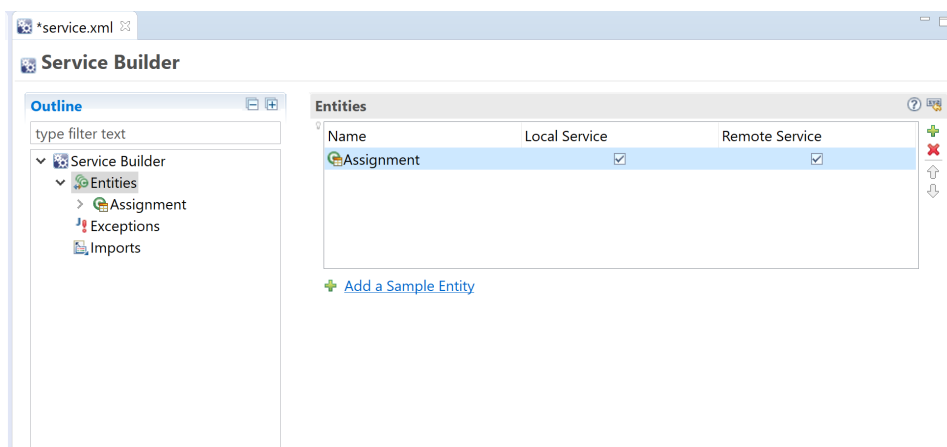 *service.xml
Service Builder
Outline
type filter text
Service Builder
Entities
Assignment
Exceptions
Imports
Entities
Name Local Service Remote Service
Assignment
Add a Sample Entity